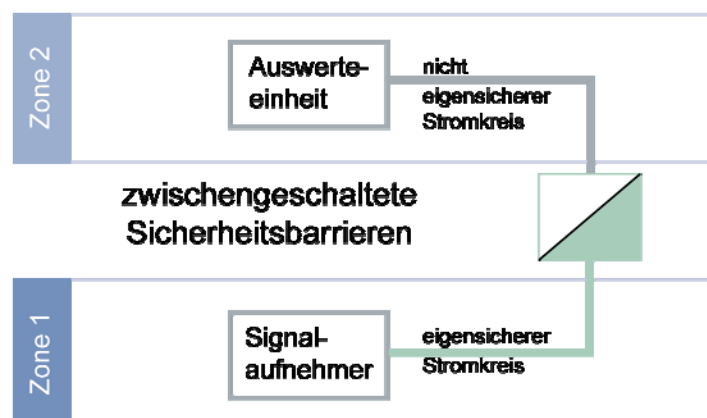 Zone 2
Auswerte-
einheit
nicht
eigensicherer
Stromkreis
zwischengeschaltete
Sicherheitsbarrieren
Zone 1
Signal-
aufnehmer
eigensicherer
Stromkreis